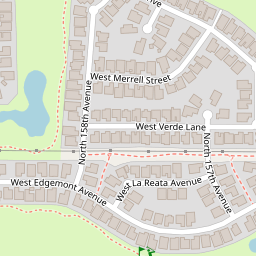 West Merrell Street
North 158th Avenue
West Verde Lane
North 157th Avenue
West La Reata Avenue
West Edgemont Avenue